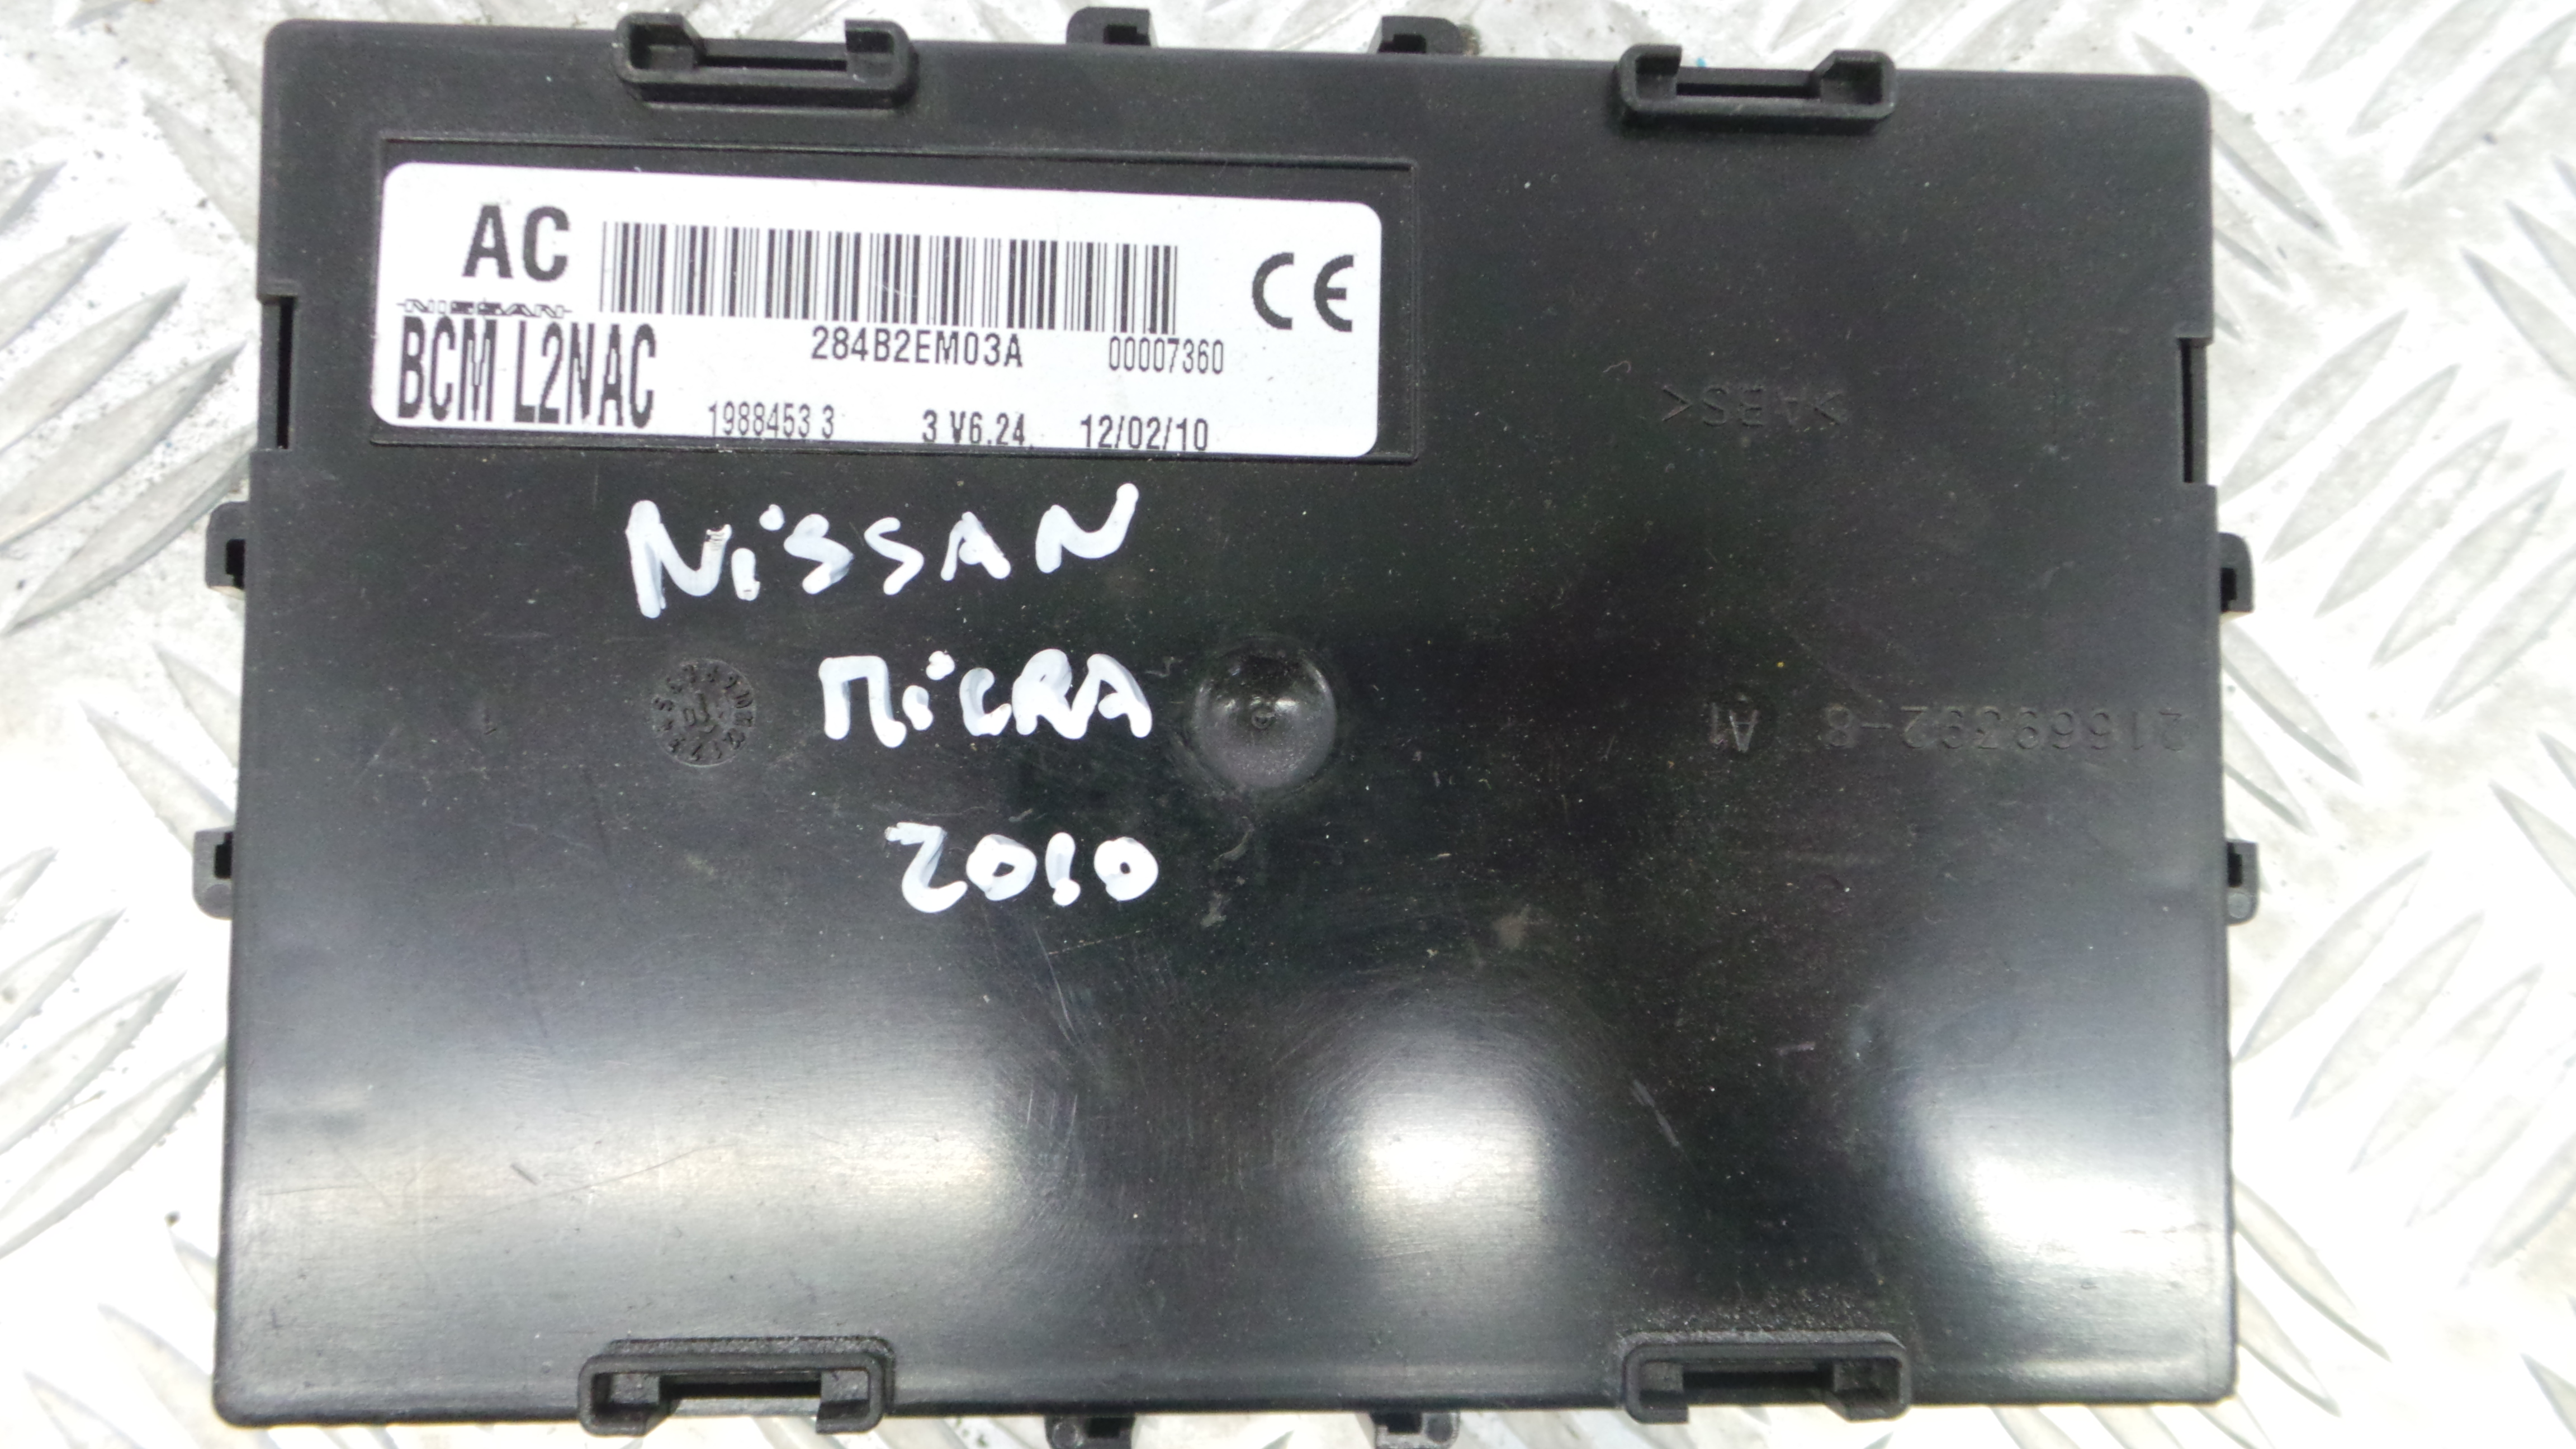 AC
CE
NISSAN
284B2EM03A 00007360
BCM L2NAC
1988453 3 3 V6.24 12/02/10
>ABS<
NiSSAN
MiCRA
2010
21669392-8 A1